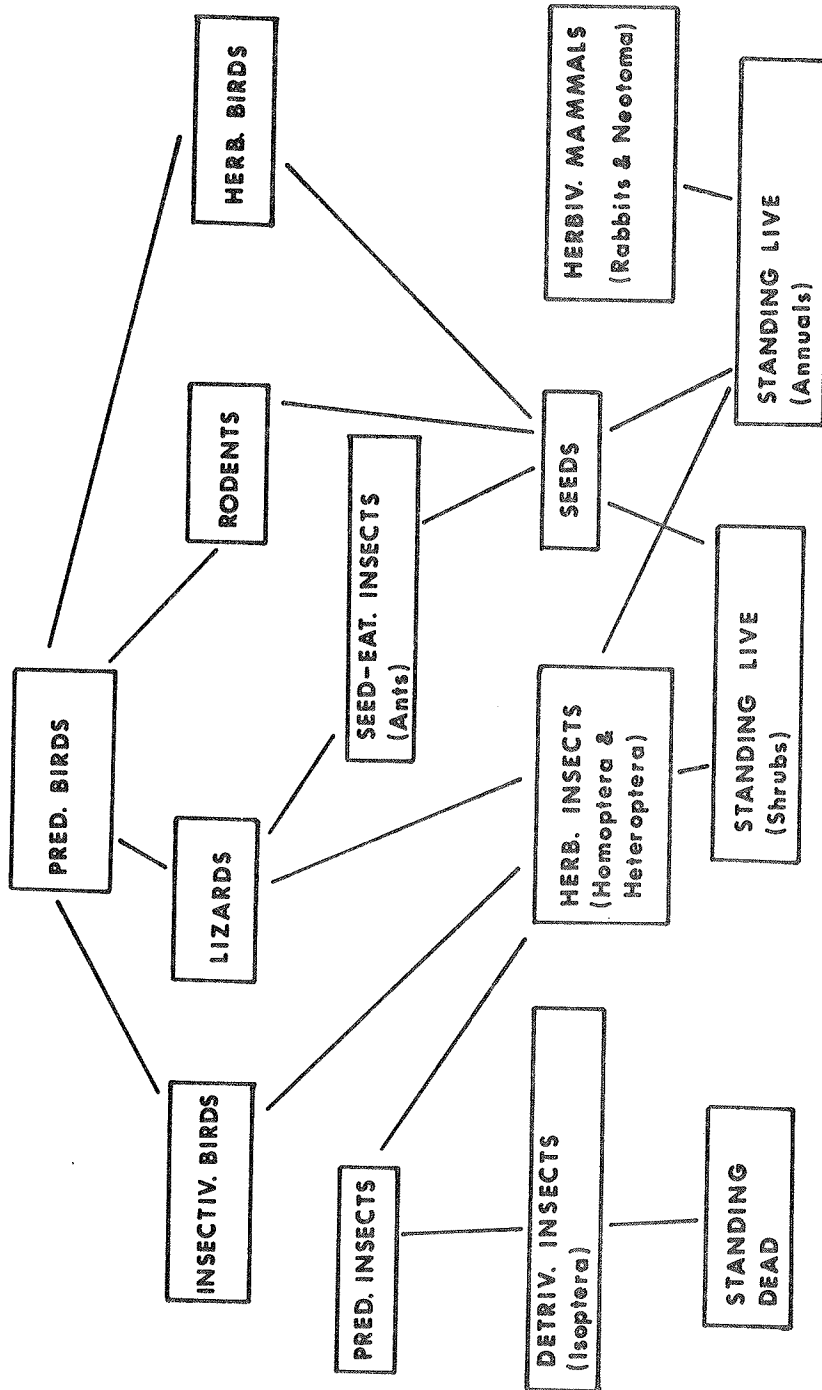 PRED. BIRDS
INSECTIV. BIRDS
LIZARDS
RODENTS
HERB. BIRDS
PRED. INSECTS
SEED-EAT. INSECTS
(Ants)
DETRIV. INSECTS
(Isoptera)
HERB. INSECTS
(Homoptera &
Heteroptera)
SEEDS
HERBIV. MAMMALS
(Rabbits & Neotoma)
STANDING
DEAD
STANDING LIVE
(Shrubs)
STANDING LIVE
(Annuals)